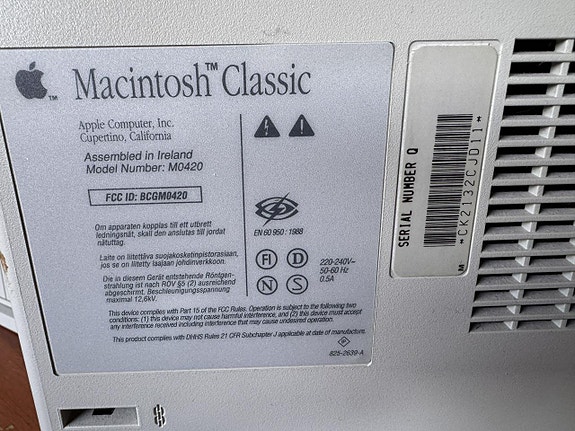 Macintosh™ Classic
™
Apple Computer, Inc.
Cupertino, California
Assembled in Ireland
Model Number: M0420
FCC ID: BCGM0420
Om apparaten kopplas till ett utbrett
ledningsnät, skall den anslutas till jordat
nätuttag.
Laite on liitettävä suojakosketinpistorasiaan,
jos se on liitetty laajaan johdinverkkoon.
Die in diesem Gerät entstehende Röntgen-
strahlung ist nach RÖV §5 (2) ausreichend
abgeschirmt. Beschleunigungsspannung
maximal 12,6kV.
EN 60 950 : 1988
FI D
N S
220-240V~
50-60 Hz
0.5A
This device complies with Part 15 of the FCC Rules. Operation is subject to the following two
conditions: (1) this device may not cause harmful interference, and (2) this device must accept
any interference received including interference that may cause undesired operation.
This product complies with DHHS Rules 21 CFR Subchapter J applicable at date of manufacture.
825-2639-A
SERIAL NUMBER Q
*CK2132CJD11*
M